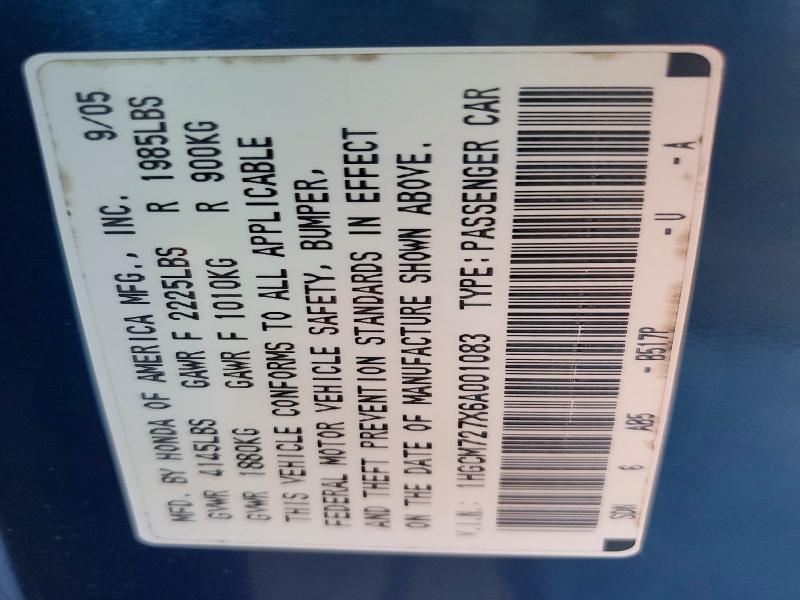 MFD. BY HONDA OF AMERICA MFG., INC. 9/05
GVWR 4145LBS GAWR F 2225LBS R 1985LBS
GVWR 1880KG GAWR F 1010KG R 900KG
THIS VEHICLE CONFORMS TO ALL APPLICABLE
FEDERAL MOTOR VEHICLE SAFETY, BUMPER,
AND THEFT PREVENTION STANDARDS IN EFFECT
ON THE DATE OF MANUFACTURE SHOWN ABOVE.
V.I.N.: 1HGCM727X6A001083 TYPE:PASSENGER CAR
SDN 6 A05 - B517P - U - A